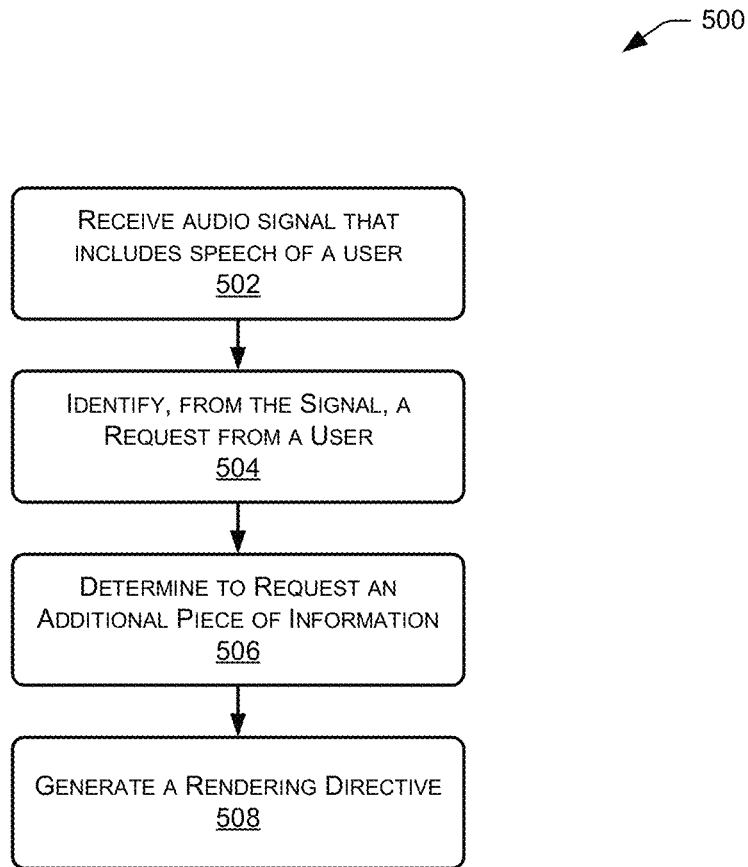 500
RECEIVE AUDIO SIGNAL THAT
INCLUDES SPEECH OF A USER
502
IDENTIFY, FROM THE SIGNAL, A
REQUEST FROM A USER
504
DETERMINE TO REQUEST AN
ADDITIONAL PIECE OF INFORMATION
506
GENERATE A RENDERING DIRECTIVE
508